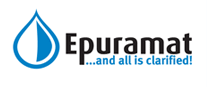 Epuramat
...and all is clarified!